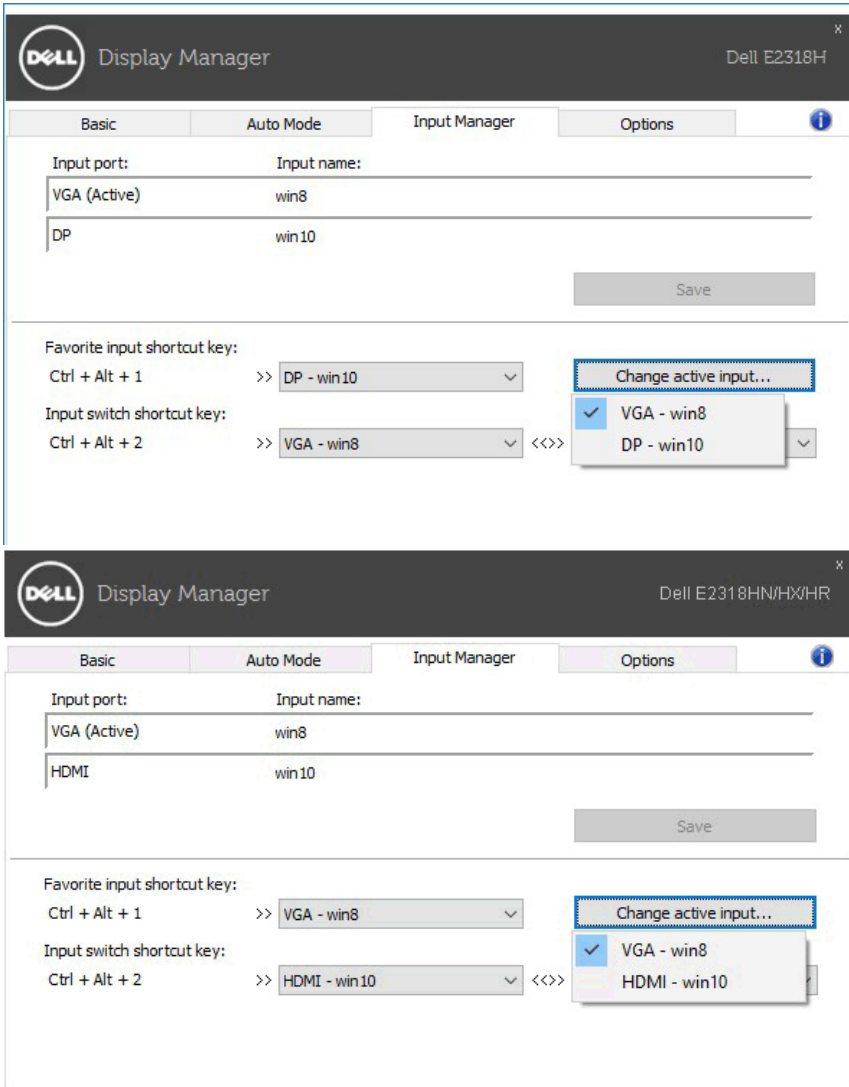 x
DELL Display Manager Dell E2318H
Basic Auto Mode Input Manager Options i
Input port: Input name:
VGA (Active) win8
DP win10
Save
Favorite input shortcut key:
Ctrl + Alt + 1 >> DP - win10 Change active input...
Input switch shortcut key: VGA - win8
Ctrl + Alt + 2 >> VGA - win8 <<>> DP - win10
x
DELL Display Manager Dell E2318HN/HX/HR
Basic Auto Mode Input Manager Options i
Input port: Input name:
VGA (Active) win8
HDMI win10
Save
Favorite input shortcut key:
Ctrl + Alt + 1 >> VGA - win8 Change active input...
Input switch shortcut key: VGA - win8
Ctrl + Alt + 2 >> HDMI - win10 <<>> HDMI - win10